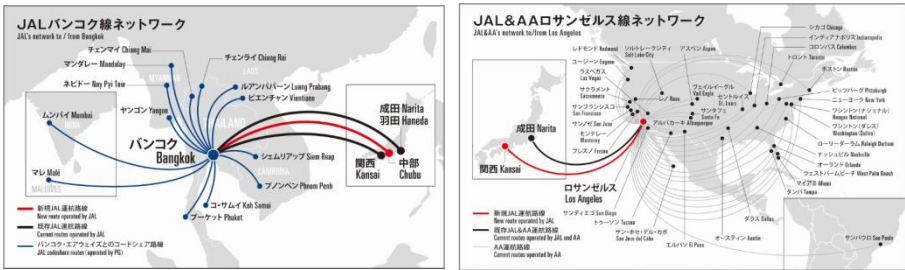 JALバンコク線ネットワーク
JAL's network to / from Bangkok
チェンマイ Chiang Mai
マンダレー Mandalay
チェンライ Chiang Rai
ネピドー Nay Pyi Taw
ルアンパバーン Luang Prabang
ビエンチャン Vientiane
ヤンゴン Yangon
MYANMAR
LAOS
THAILAND
CAMBODIA
ムンバイ Mumbai
INDIA
マレ Malé
MALDIVES
バンコク
Bangkok
成田 Narita
羽田 Haneda
関西
Kansai
中部
Chubu
シェムリアップ Siem Reap
プノンペン Phnom Penh
コ・サムイ Koh Samui
プーケット Phuket
新規JAL運航路線
New route operated by JAL
既存JAL運航路線
Current routes operated by JAL
バンコク・エアウェイズとのコードシェア路線
JAL codeshare routes (operated by PG)
JAL&AAロサンゼルス線ネットワーク
JAL&AA's network to/from Los Angeles
シカゴ Chicago
インディアナポリス Indianapolis
コロンバス Columbus
トロント Toronto
ボストン Boston
レドモンド Redmond
ソルトレークシティ
Salt Lake City
アスペン Aspen
ユージーン Eugene
ラスベガス
Las Vegas
サクラメント
Sacramento
レノ Reno
ヴェイルイーグル
Vail Eagle
セントルイス
St. Louis
ピッツバーグ Pittsburgh
ニューヨーク New York
サンフランシスコ
San Francisco
サンタフェ
Santa Fe
アルバカーキ Albuquerque
ワシントン(ナショナル)
Reagan National
ワシントン(ダレス)
Washington (Dulles)
サンノゼ San Jose
モンテレー
Monterey
フレズノ Fresno
ローリーダーラム Raleigh Durham
ナッシュビル Nashville
オーランド Orlando
ウェストパームビーチ West Palm Beach
マイアミ Miami
タンパ Tampa
成田 Narita
関西 Kansai
ロサンゼルス
Los Angeles
サンディエゴ San Diego
トゥーソン Tucson
サン・ホセ・デル・カボ
San Jose del Cabo
エルパソ El Paso
オースティン Austin
ダラス Dallas
サンパウロ Sao Paulo
新規JAL運航路線
New route operated by JAL
既存JAL&AA運航路線
Current routes operated by JAL and AA
AA運航路線
Current routes operated by AA